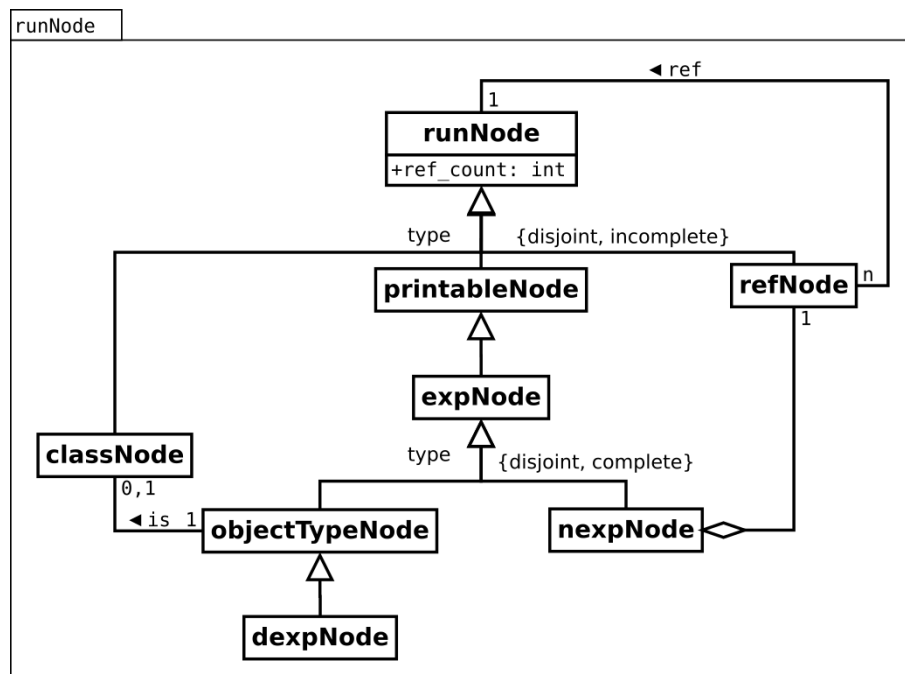 runNode
◄ ref
1
runNode
+ref_count: int
type {disjoint, incomplete}
printableNode
refNode
n
1
expNode
type {disjoint, complete}
classNode
0,1
◄ is 1
objectTypeNode
nexpNode
dexpNode